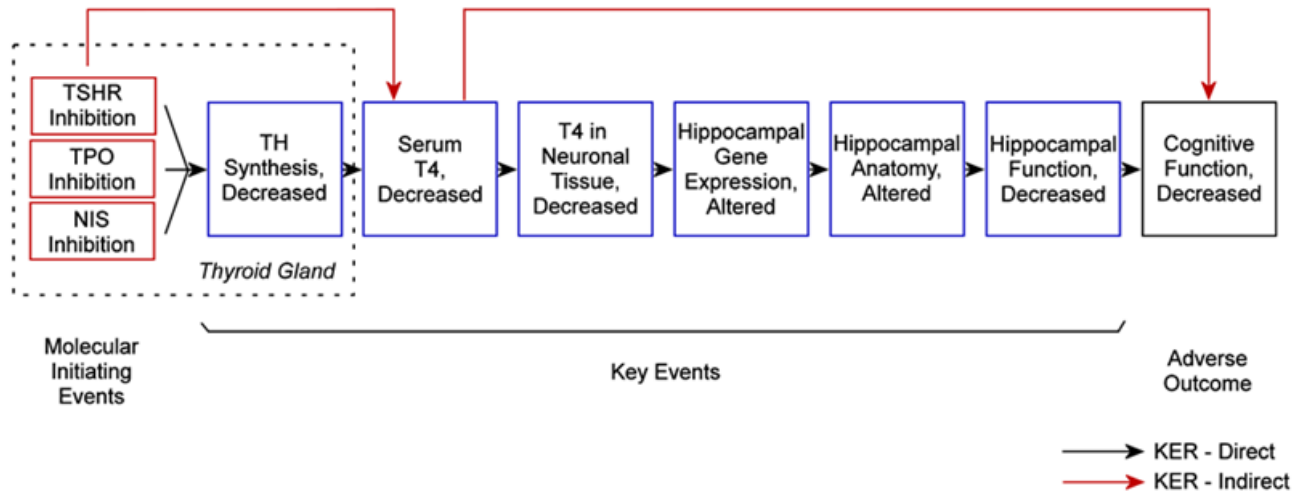 TSHR
Inhibition
TPO
Inhibition
NIS
Inhibition
TH
Synthesis,
Decreased
Thyroid Gland
Serum
T4,
Decreased
T4 in
Neuronal
Tissue,
Decreased
Hippocampal
Gene
Expression,
Altered
Hippocampal
Anatomy,
Altered
Hippocampal
Function,
Decreased
Cognitive
Function,
Decreased
Molecular
Initiating
Events
Key Events
Adverse
Outcome
KER - Direct
KER - Indirect